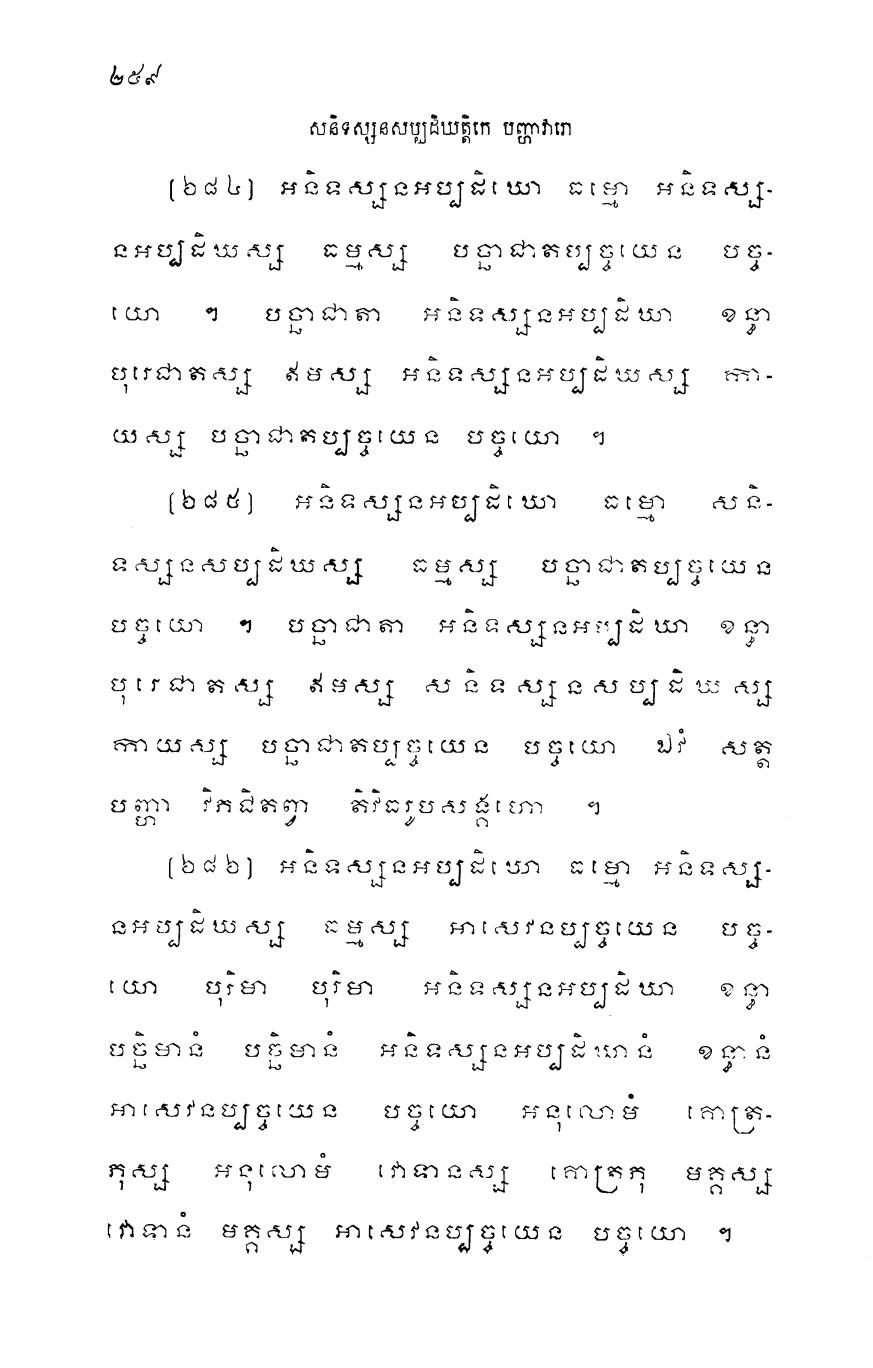 ២៥៩
សនិទស្សនសប្បដិឃត្តិកេ បញ្ហាវារោ
[២៨៤] អនិទស្សនអប្បដិឃោ ធម្មោ អនិទស្ស-
នអប្បដិឃស្ស ធម្មស្ស បច្ឆាជាតប្បច្ចយេន បច្ច-
យោ ។ បច្ឆាជាតា អនិទស្សនអប្បដិឃា ខន្ធា
បុរេជាតស្ស ឥមស្ស អនិទស្សនអប្បដិឃស្ស កា-
យស្ស បច្ឆាជាតប្បច្ចយេន បច្ចយោ ។
[២៨៥] អនិទស្សនអប្បដិឃោ ធម្មោ សនិ-
ទស្សនសប្បដិឃស្ស ធម្មស្ស បច្ឆាជាតប្បច្ចយេន
បច្ចយោ ។ បច្ឆាជាតា អនិទស្សនអប្បដិឃា ខន្ធា
បុរេជាតស្ស ឥមស្ស សនិទស្សនសប្បដិឃស្ស
កាយស្ស បច្ឆាជាតប្បច្ចយេន បច្ចយោ ឯវំ សត្ត
បញ្ហា វិភជិតព្វា តិវិធរូបសង្គហោ ។
[២៨៦] អនិទស្សនអប្បដិឃោ ធម្មោ អនិទស្ស-
នអប្បដិឃស្ស ធម្មស្ស អាសេវនប្បច្ចយេន បច្ច-
យោ បុរិមា បុរិមា អនិទស្សនអប្បដិឃា ខន្ធា
បច្ឆិមានំ បច្ឆិមានំ អនិទស្សនអប្បដិឃានំ ខន្ធានំ
អាសេវនប្បច្ចយេន បច្ចយោ អនុលោមំ គោត្រ-
ភុស្ស អនុលោមំ វោទានស្ស គោត្រភុ មគ្គស្ស
វោទានំ មគ្គស្ស អាសេវនប្បច្ចយេន បច្ចយោ ។